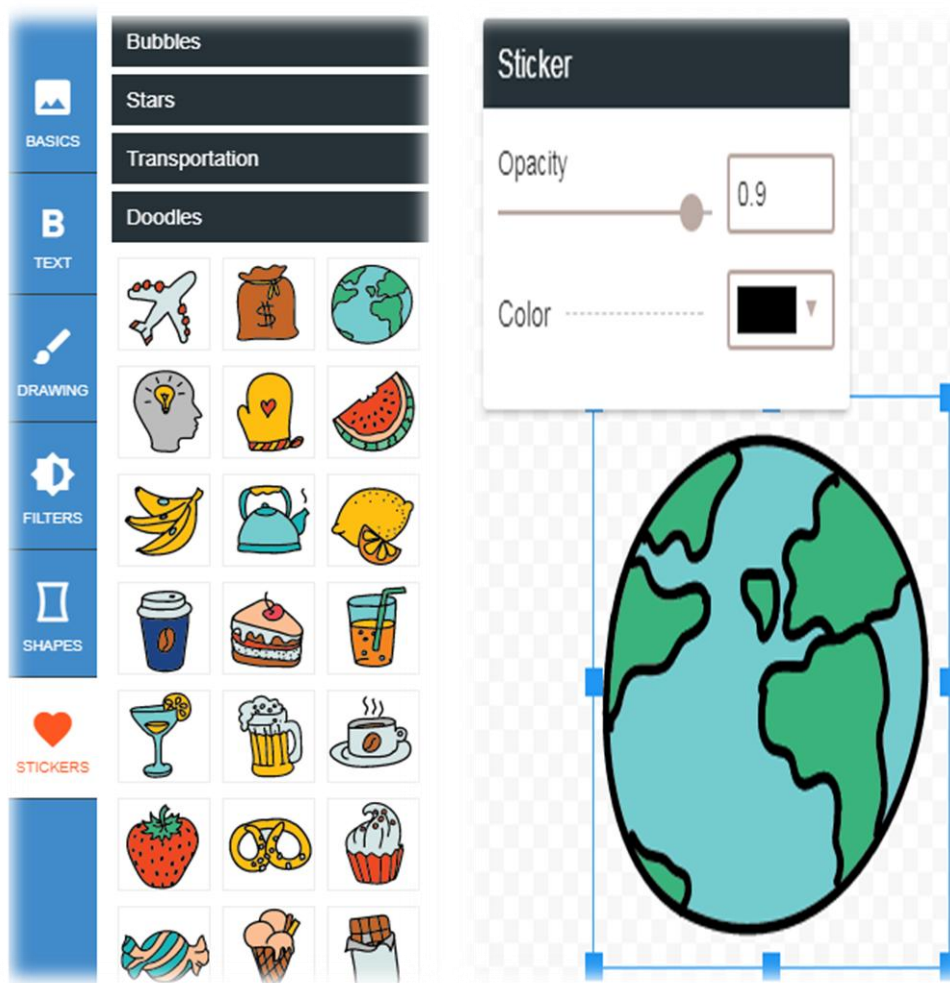 BASICS
TEXT
DRAWING
FILTERS
SHAPES
STICKERS
Bubbles
Stars
Transportation
Doodles
$
Sticker
Opacity
0.9
Color